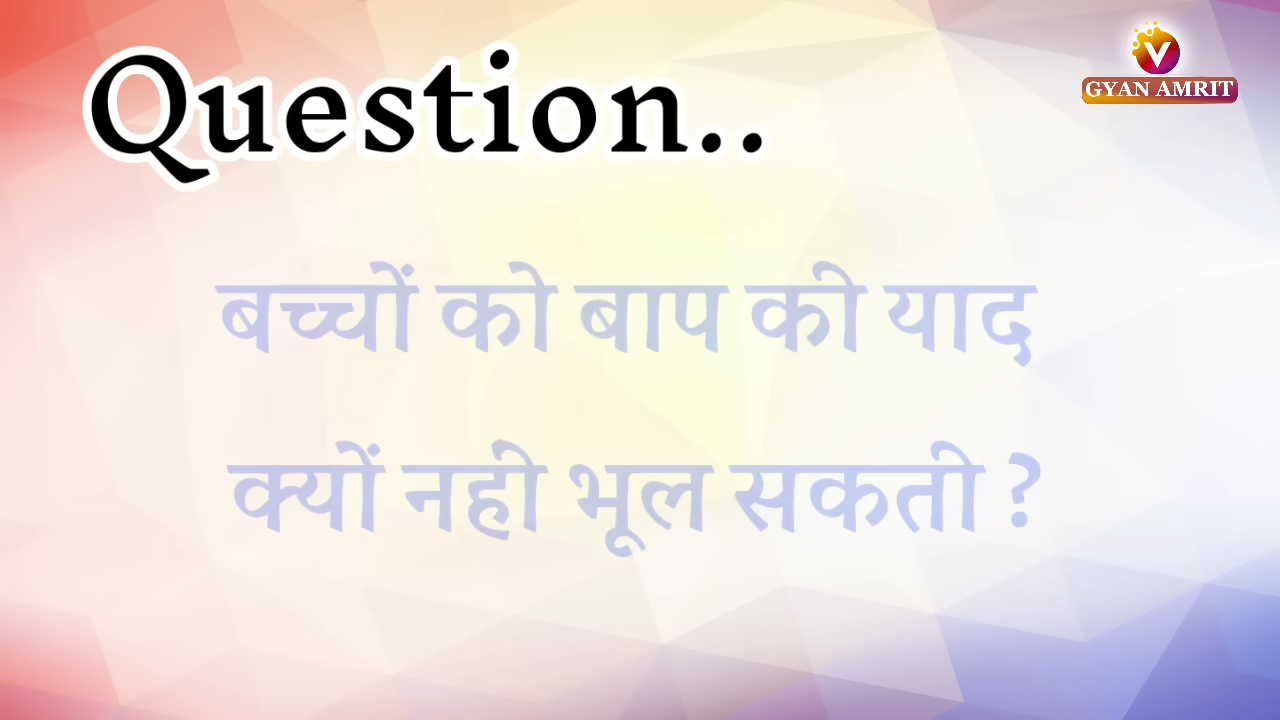 Question..
V
GYAN AMRIT
बच्चों को बाप की याद
क्यों नही भूल सकती ?